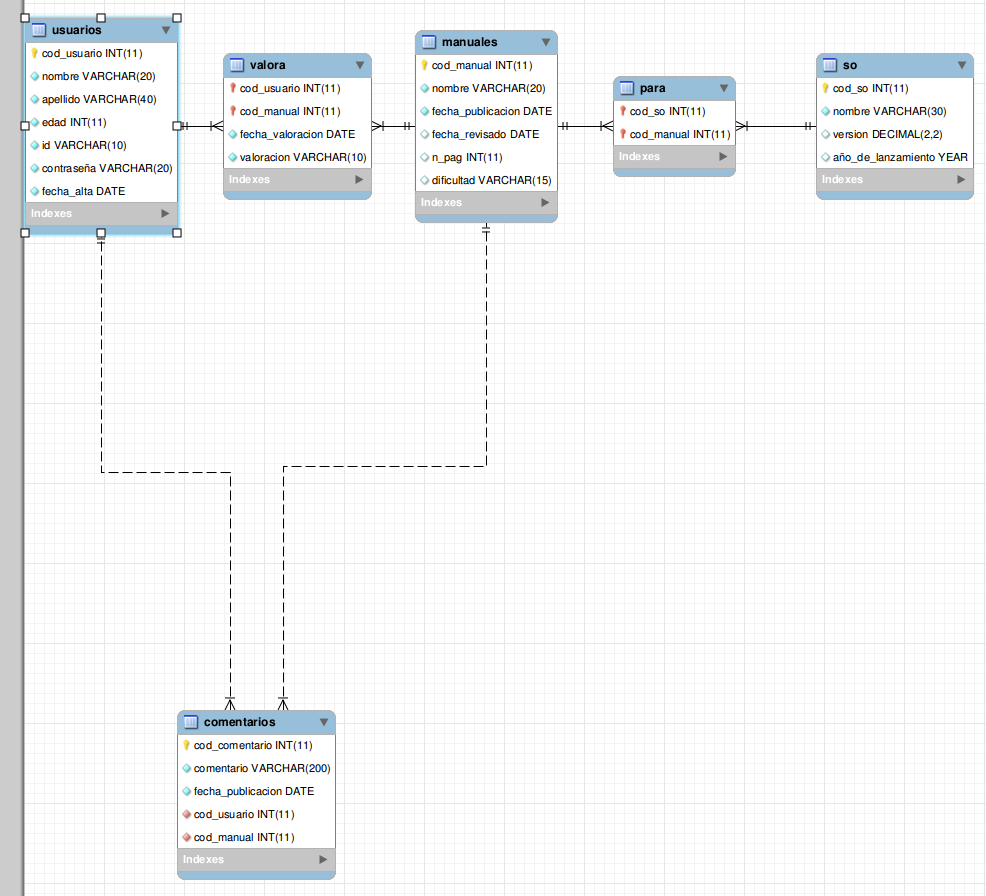 usuarios
cod_usuario INT(11)
nombre VARCHAR(20)
apellido VARCHAR(40)
edad INT(11)
id VARCHAR(10)
contraseña VARCHAR(20)
fecha_alta DATE
Indexes
valora
cod_usuario INT(11)
cod_manual INT(11)
fecha_valoracion DATE
valoracion VARCHAR(10)
Indexes
manuales
cod_manual INT(11)
nombre VARCHAR(20)
fecha_publicacion DATE
fecha_revisado DATE
n_pag INT(11)
dificultad VARCHAR(15)
Indexes
para
cod_so INT(11)
cod_manual INT(11)
Indexes
so
cod_so INT(11)
nombre VARCHAR(30)
version DECIMAL(2,2)
año_de_lanzamiento YEAR
Indexes
comentarios
cod_comentario INT(11)
comentario VARCHAR(200)
fecha_publicacion DATE
cod_usuario INT(11)
cod_manual INT(11)
Indexes